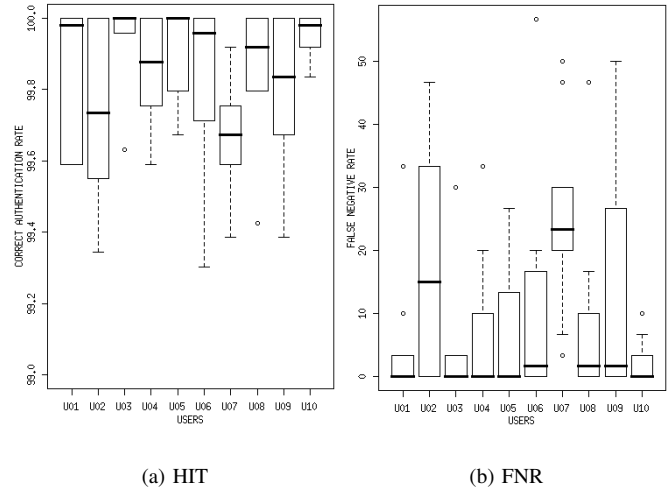 CORRECT AUTHENTICATION RATE
100.0
99.8
99.6
99.4
99.2
99.0
U01 U02 U03 U04 U05 U06 U07 U08 U09 U10
USERS
(a) HIT
FALSE NEGATIVE RATE
50
40
30
20
10
0
U01 U02 U03 U04 U05 U06 U07 U08 U09 U10
USERS
(b) FNR